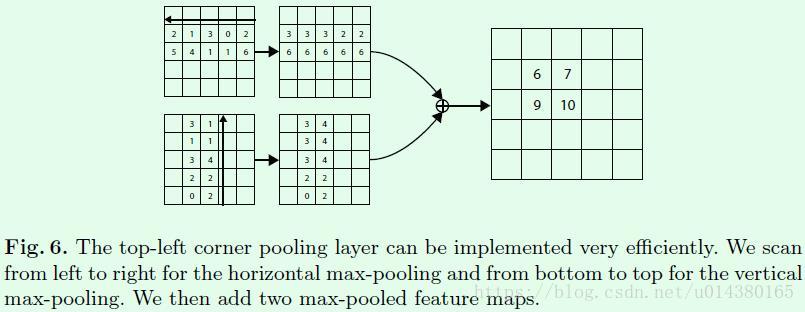 2 1 3 0 2
5 4 1 1 6
3 3 3 2 2
6 6 6 6 6
3 1
1 1
3 4
2 2
0 2
3 4
3 4
3 4
2 2
0 2
6 7
9 10
Fig. 6. The top-left corner pooling layer can be implemented very efficiently. We scan
from left to right for the horizontal max-pooling and from bottom to top for the vertical
max-pooling. We then add two max-pooled feature maps.
https://blog.csdn.net/u014380165